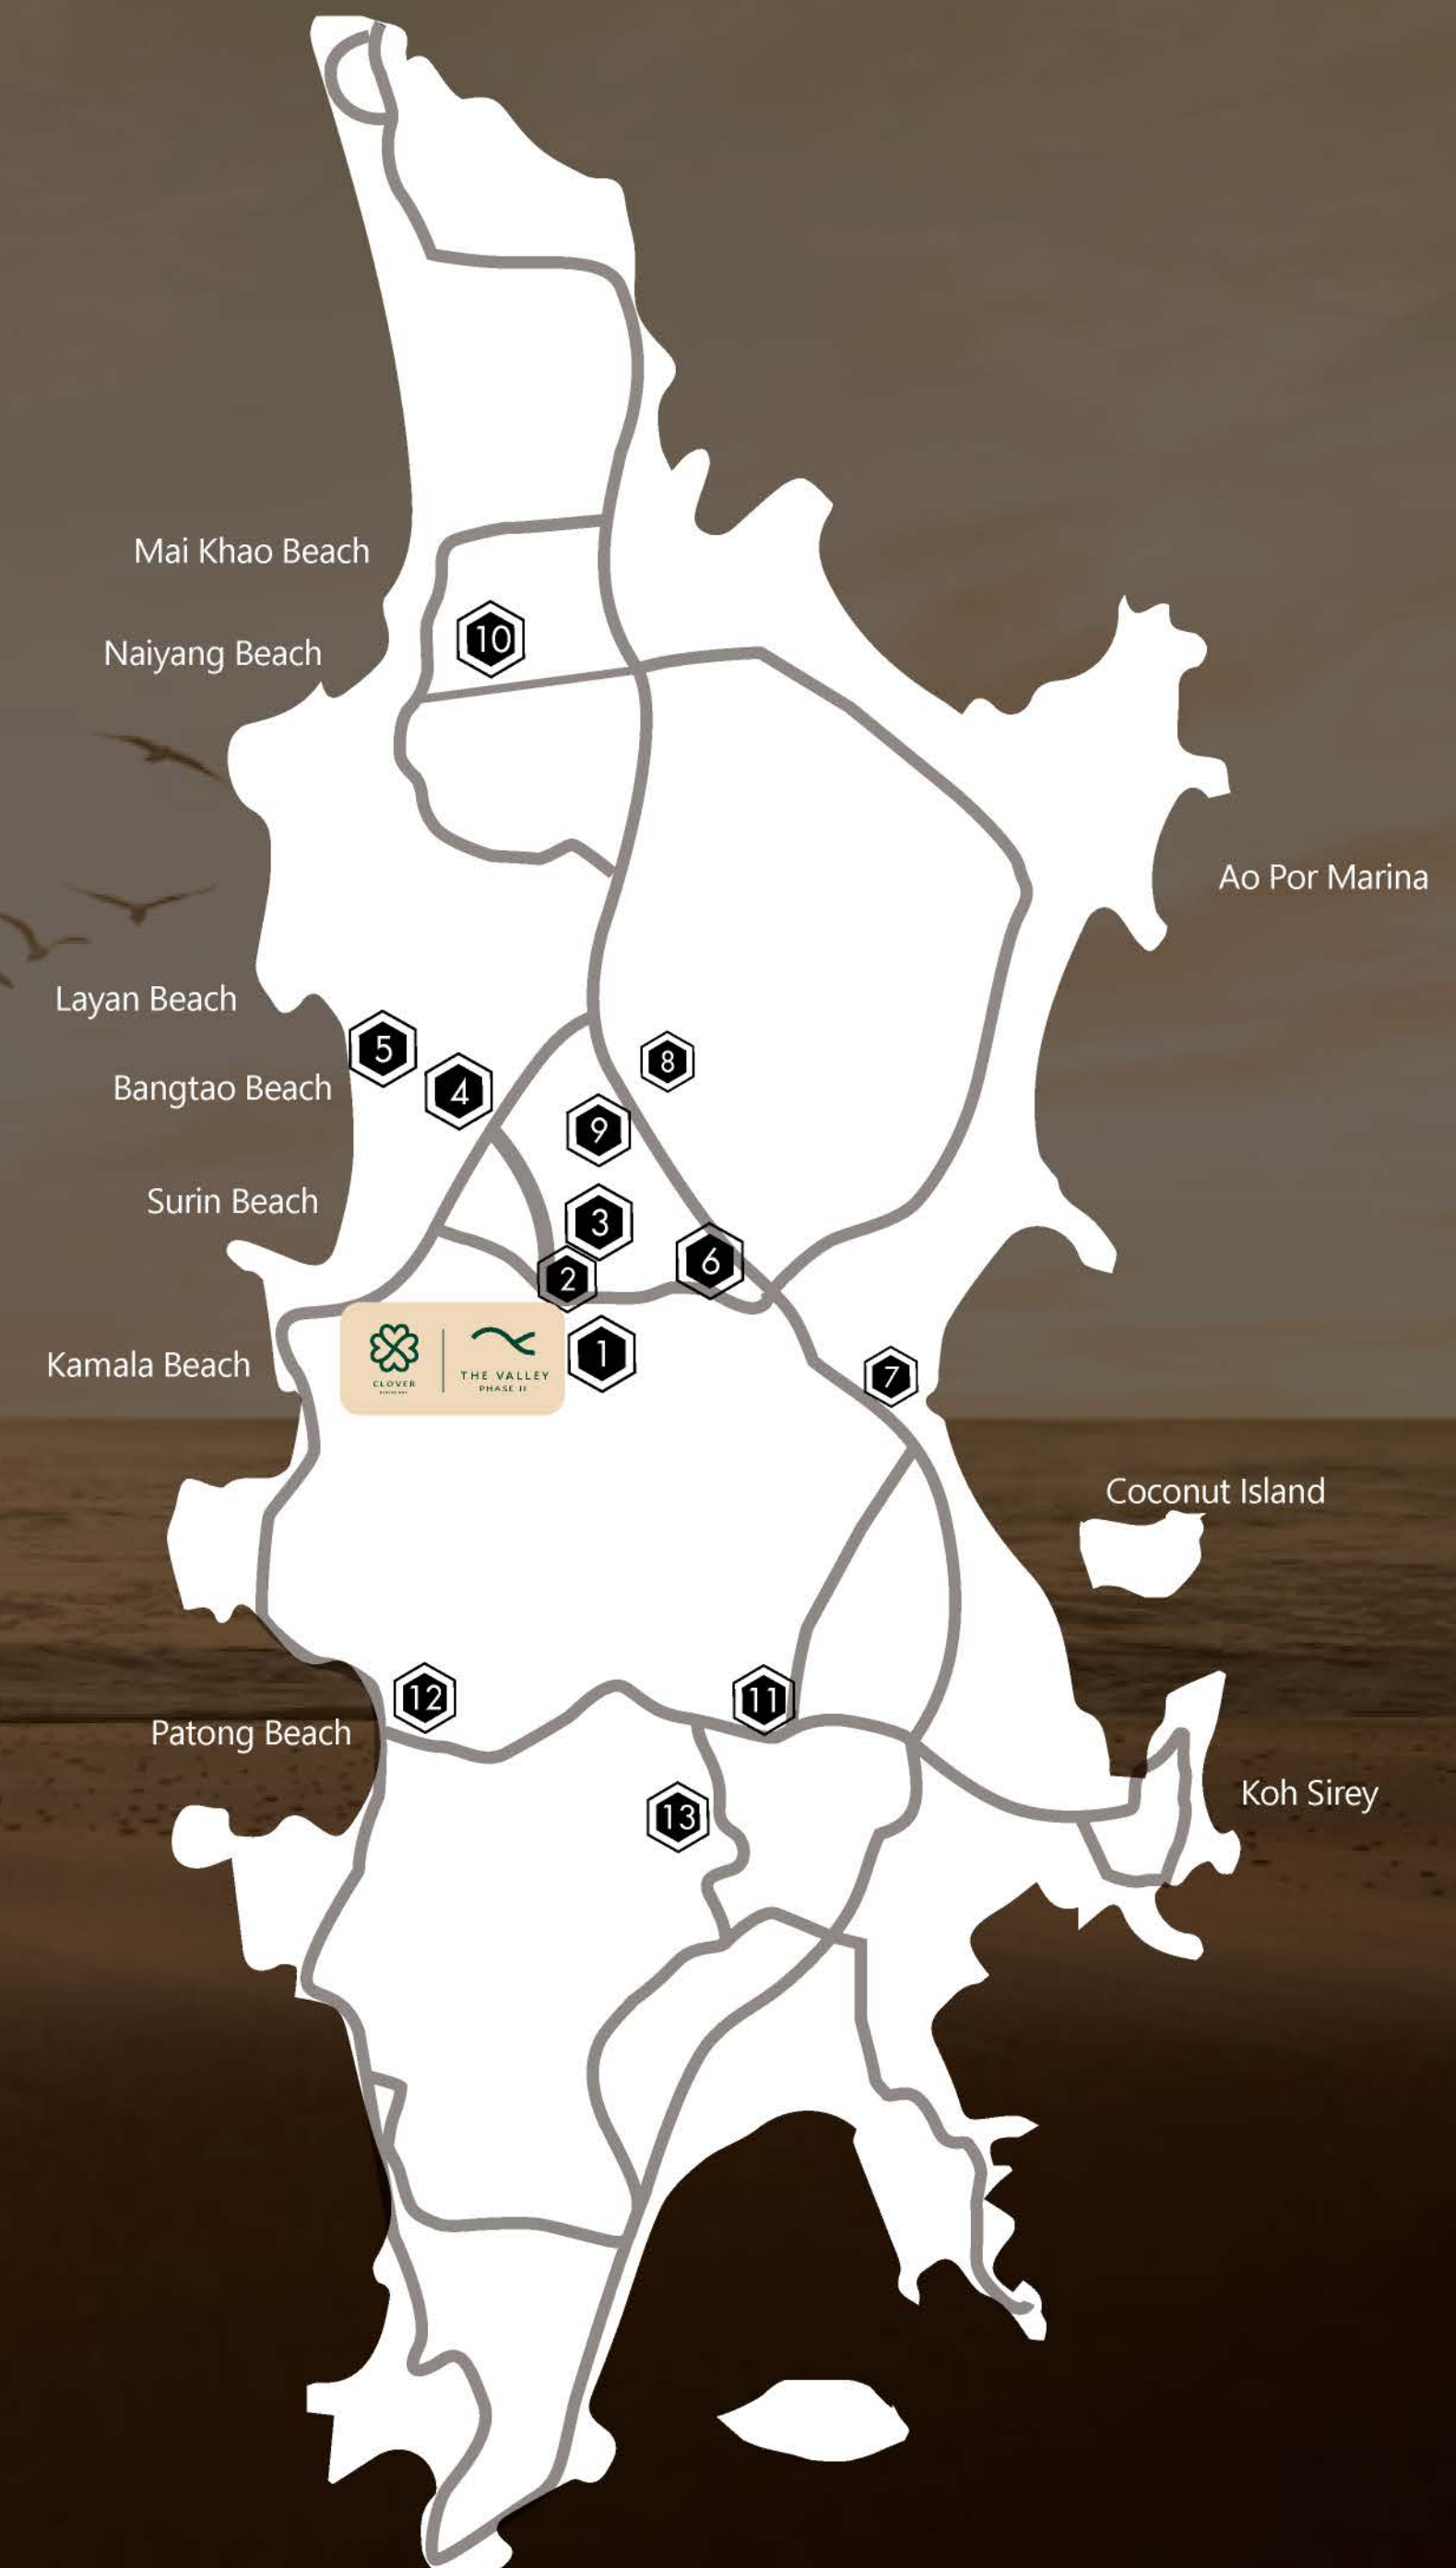 Mai Khao Beach
10
Naiyang Beach
Ao Por Marina
Layan Beach
5
8
4
Bangtao Beach
9
Surin Beach
3
6
2
CLOVER
THE VALLEY
PHASE II
1
Kamala Beach
7
Coconut Island
12
11
Patong Beach
Koh Sirey
13